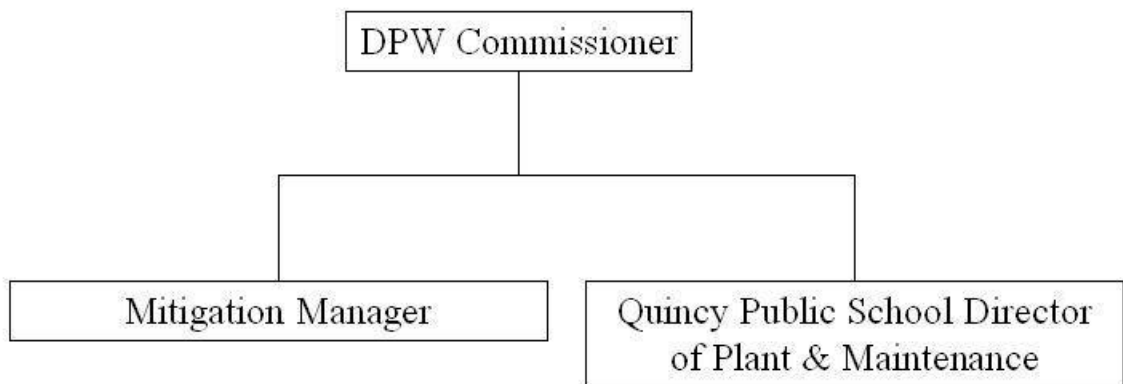 DPW Commissioner
Mitigation Manager
Quincy Public School Director
of Plant & Maintenance